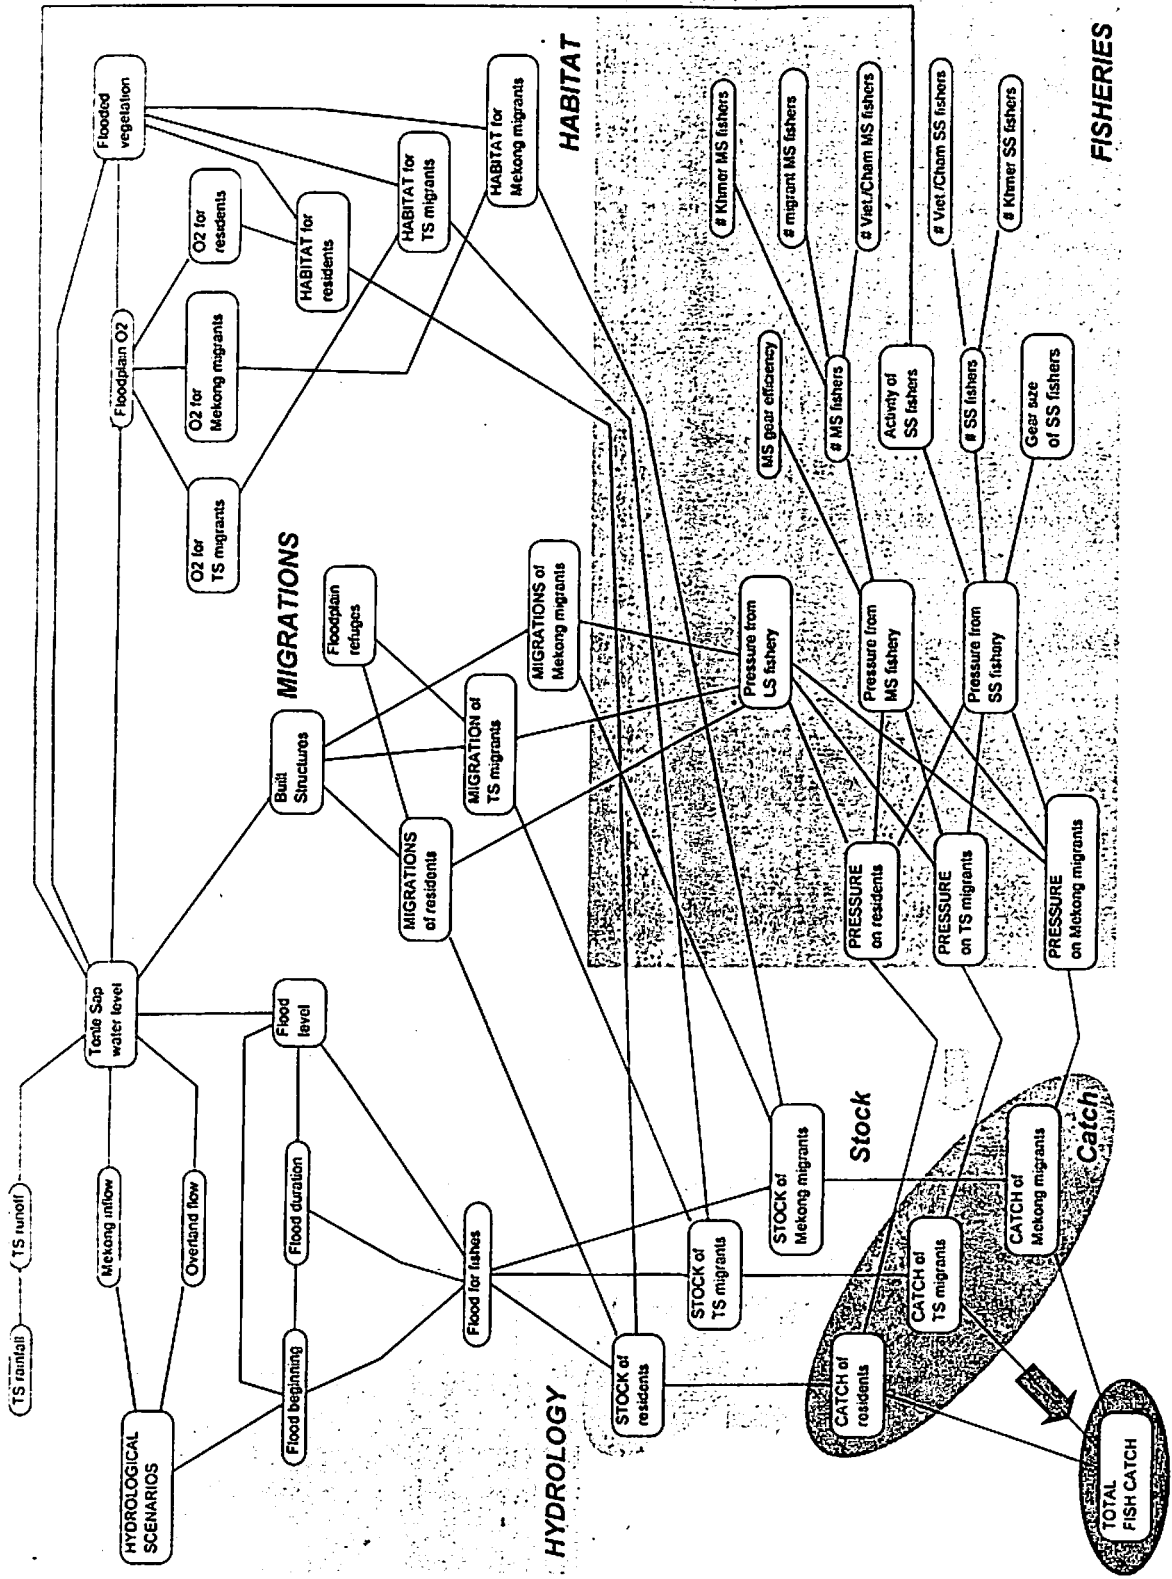 TS rainfall
TS runoff
HYDROLOGICAL
SCENARIOS
Mekong inflow
Overland flow
Tonle Sap
water level
Floodplain O2
Flooded
vegetation
O2 for
TS migrants
O2 for
Mekong migrants
O2 for
residents
Flood beginning
Flood duration
Flood
level
Built
Structures
MIGRATIONS
Floodplain
refuges
HABITAT for
residents
HABITAT for
TS migrants
HABITAT for
Mekong migrants
HABITAT
MIGRATIONS
of residents
MIGRATION of
TS migrants
MIGRATIONS of
Mekong migrants
Flood for fishes
HYDROLOGY
STOCK of
residents
STOCK of
TS migrants
STOCK of
Mekong migrants
Stock
Pressure from
LS fishery
MS gear efficiency
# Khmer MS fishers
# migrant MS fishers
# Viet./Cham MS fishers
# MS fishers
Pressure from
MS fishery
PRESSURE
on residents
CATCH of
residents
CATCH of
TS migrants
PRESSURE
on TS migrants
Activity of
SS fishers
# Viet./Cham SS fishers
# SS fishers
# Khmer SS fishers
Pressure from
SS fishery
Gear size
of SS fishers
CATCH of
Mekong migrants
PRESSURE
on Mekong migrants
Catch
FISHERIES
TOTAL
FISH CATCH